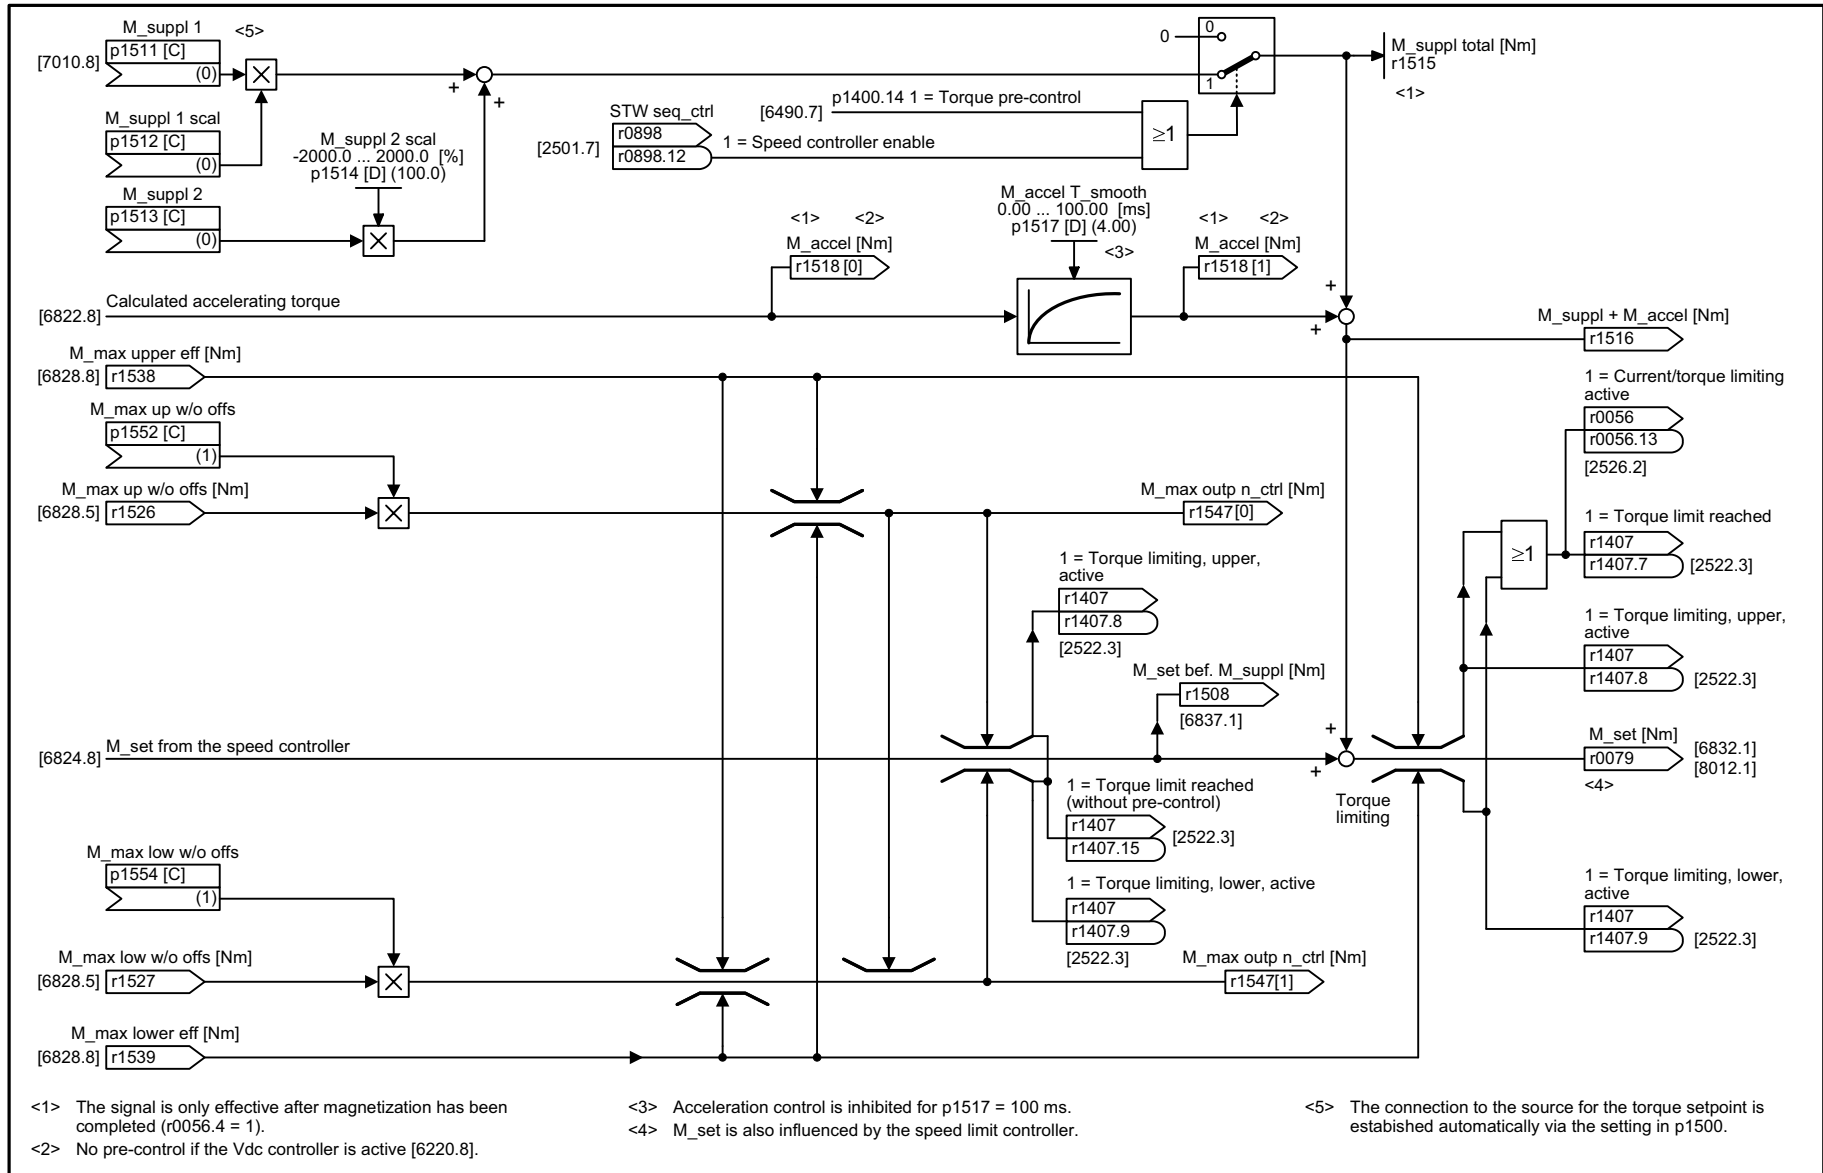 M_suppl 1
<5>
[7010.8]
p1511 [C]
(0)
M_suppl 1 scal
p1512 [C]
(0)
M_suppl 2 scal
-2000.0 ... 2000.0 [%]
p1514 [D] (100.0)
M_suppl 2
p1513 [C]
(0)
+
+
0
0
1
M_suppl total [Nm]
r1515
<1>
STW seq_ctrl
[6490.7]
p1400.14 1 = Torque pre-control
[2501.7]
r0898
r0898.12
1 = Speed controller enable
≥1
<1> <2>
M_accel [Nm]
r1518 [0]
M_accel T_smooth
0.00 ... 100.00 [ms]
p1517 [D] (4.00)
<3>
<1> <2>
M_accel [Nm]
r1518 [1]
[6822.8]
Calculated accelerating torque
+
+
M_suppl + M_accel [Nm]
r1516
M_max upper eff [Nm]
[6828.8]
r1538
M_max up w/o offs
p1552 [C]
(1)
M_max up w/o offs [Nm]
[6828.5]
r1526
M_max outp n_ctrl [Nm]
r1547[0]
1 = Current/torque limiting
active
r0056
r0056.13
[2526.2]
1 = Torque limit reached
r1407
r1407.7
[2522.3]
≥1
1 = Torque limiting, upper,
active
r1407
r1407.8
[2522.3]
1 = Torque limiting, upper,
active
r1407
r1407.8
[2522.3]
M_set bef. M_suppl [Nm]
r1508
[6837.1]
[6824.8]
M_set from the speed controller
+
+
M_set [Nm]
r0079
[6832.1]
[8012.1]
<4>
Torque
limiting
1 = Torque limit reached
(without pre-control)
r1407
r1407.15
[2522.3]
1 = Torque limiting, lower, active
r1407
r1407.9
[2522.3]
1 = Torque limiting, lower,
active
r1407
r1407.9
[2522.3]
M_max low w/o offs
p1554 [C]
(1)
M_max low w/o offs [Nm]
[6828.5]
r1527
M_max outp n_ctrl [Nm]
r1547[1]
M_max lower eff [Nm]
[6828.8]
r1539
<1> The signal is only effective after magnetization has been
completed (r0056.4 = 1).
<2> No pre-control if the Vdc controller is active [6220.8].
<3> Acceleration control is inhibited for p1517 = 100 ms.
<4> M_set is also influenced by the speed limit controller.
<5> The connection to the source for the torque setpoint is
estabished automatically via the setting in p1500.